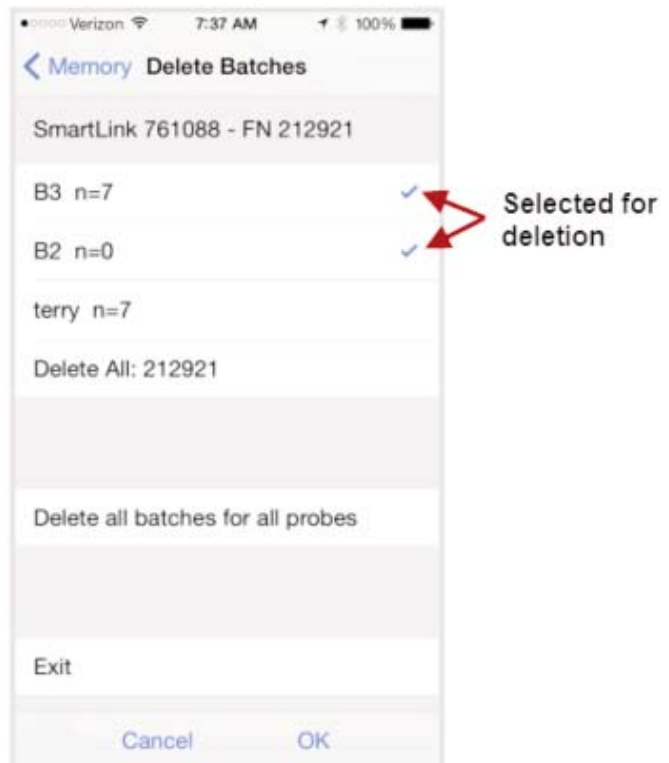 Verizon 7:37 AM 100%
Memory Delete Batches
SmartLink 761088 - FN 212921
B3 n=7
Selected for
deletion
B2 n=0
terry n=7
Delete All: 212921
Delete all batches for all probes
Exit
Cancel OK